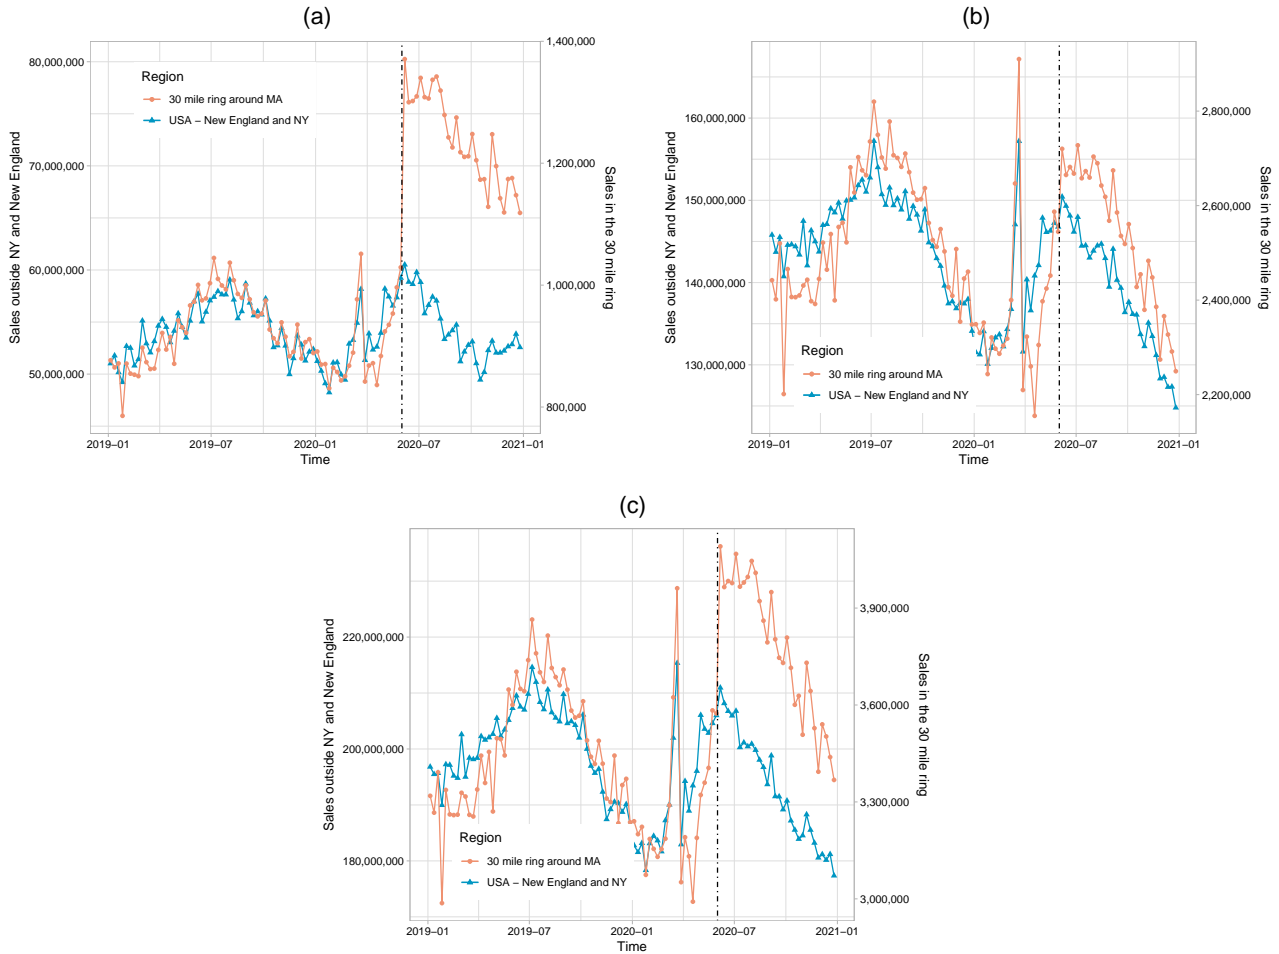 (a)
80,000,000
70,000,000
60,000,000
50,000,000
Sales outside NY and New England
1,400,000
1,200,000
1,000,000
800,000
Sales in the 30 mile ring
Region
30 mile ring around MA
USA − New England and NY
2019−01
2019−07
2020−01
2020−07
2021−01
Time
(b)
160,000,000
150,000,000
140,000,000
130,000,000
Sales outside NY and New England
2,800,000
2,600,000
2,400,000
2,200,000
Sales in the 30 mile ring
Region
30 mile ring around MA
USA − New England and NY
2019−01
2019−07
2020−01
2020−07
2021−01
Time
(c)
220,000,000
200,000,000
180,000,000
Sales outside NY and New England
3,900,000
3,600,000
3,300,000
3,000,000
Sales in the 30 mile ring
Region
30 mile ring around MA
USA − New England and NY
2019−01
2019−07
2020−01
2020−07
2021−01
Time